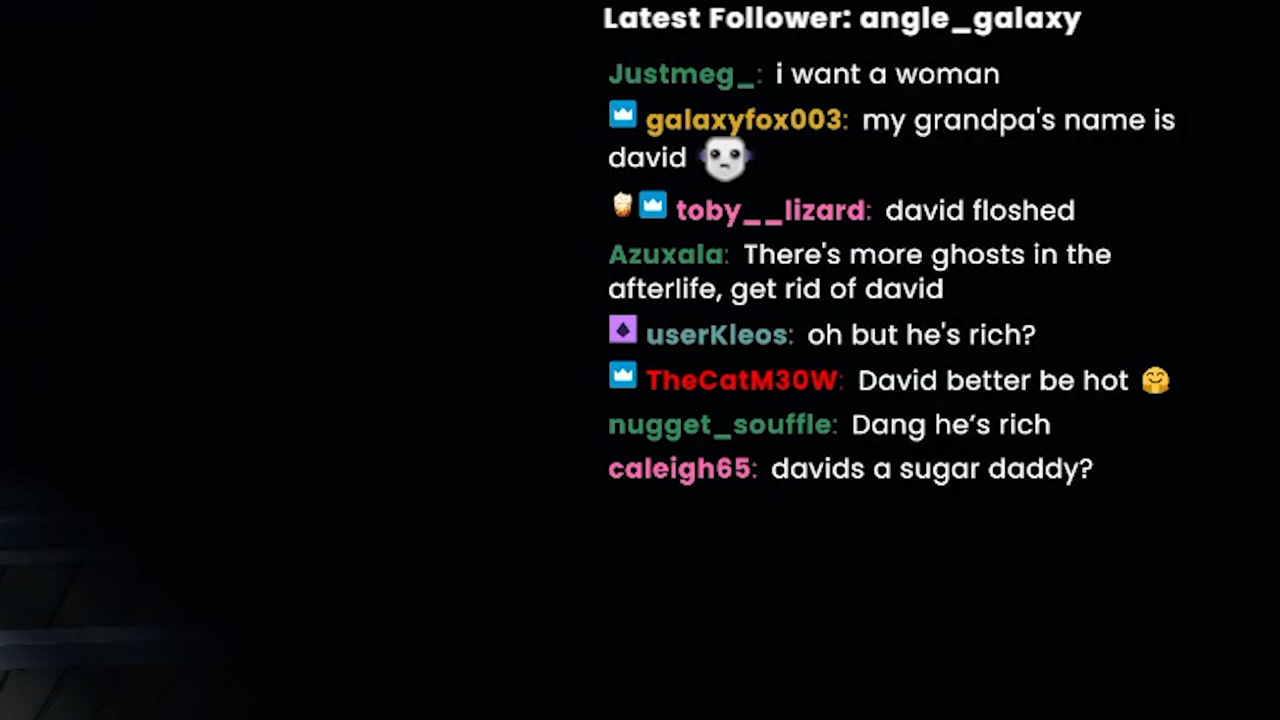 Latest Follower: angle_galaxy
Justmeg_: i want a woman
galaxyfox003: my grandpa's name is
david
toby__lizard: david floshed
Azuxala: There's more ghosts in the
afterlife, get rid of david
userKleos: oh but he's rich?
TheCatM30W: David better be hot 🤗
nugget_souffle: Dang he’s rich
caleigh65: davids a sugar daddy?